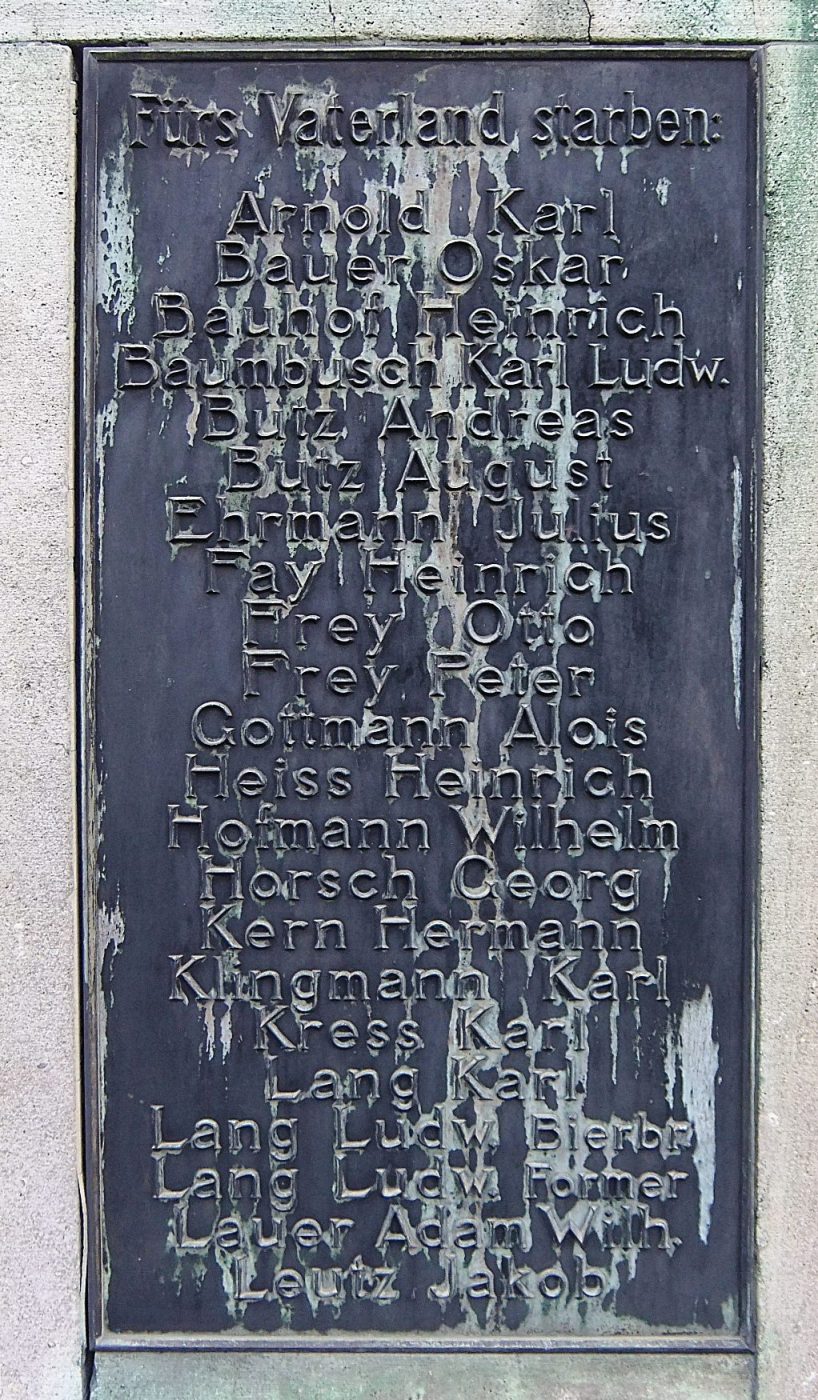 Fürs Vaterland starben:
Arnold Karl
Bauer Oskar
Bauhof Heinrich
Baumbusch Karl Ludw.
Butz Andreas
Butz August
Ehrmann Julius
Fay Heinrich
Frey Otto
Frey Peter
Gottmann Alois
Heiss Heinrich
Hofmann Wilhelm
Horsch Georg
Kern Hermann
Klingmann Karl
Kress Karl
Lang Karl
Lang Ludw. Bierbr.
Lang Ludw. Former
Lauer Adam Wilh.
Leutz Jakob